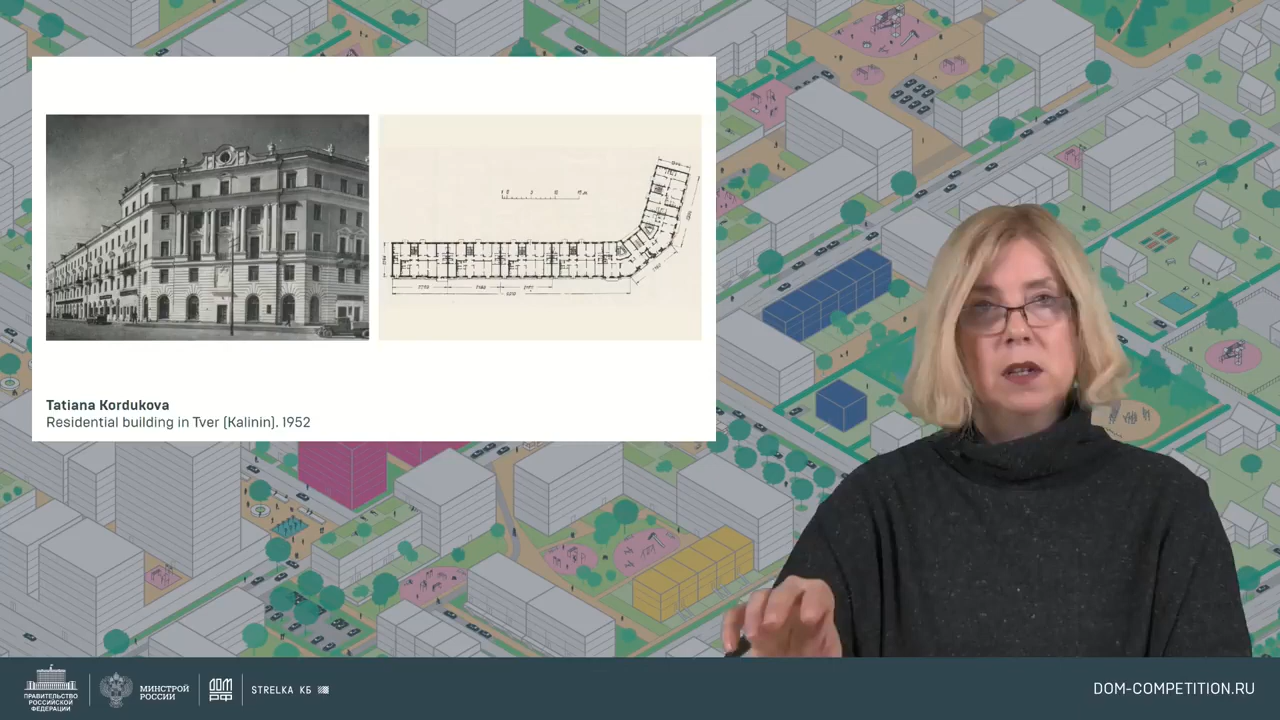 Tatiana Kordukova
Residential building in Tver (Kalinin). 1952
ПРАВИТЕЛЬСТВО
РОССИЙСКОЙ
ФЕДЕРАЦИИ
МИНСТРОЙ
РОССИИ
ДОМ
РФ
STRELKA КБ
DOM-COMPETITION.RU